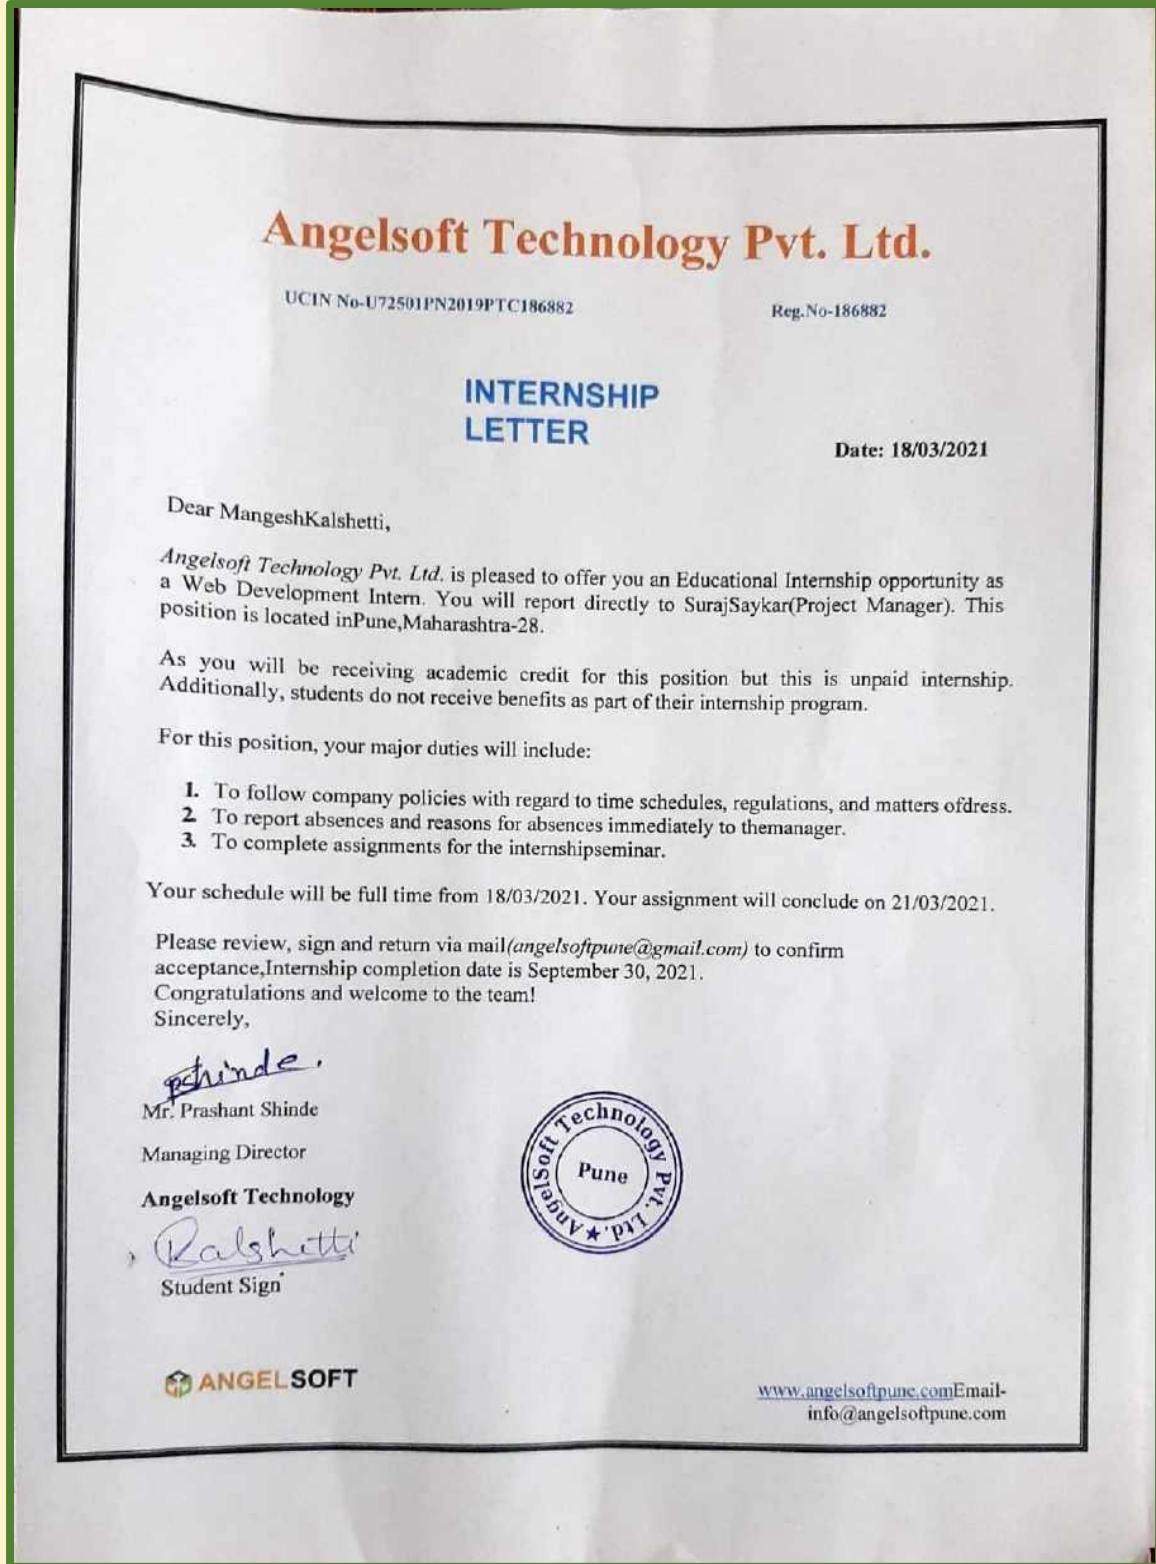 Angelsoft Technology Pvt. Ltd.
UCIN No-U72501PN2019PTC186882 Reg.No-186882
INTERNSHIP
LETTER
Date: 18/03/2021
Dear MangeshKalshetti,
Angelsoft Technology Pvt. Ltd. is pleased to offer you an Educational Internship opportunity as
a Web Development Intern. You will report directly to SurajSaykar(Project Manager). This
position is located inPune,Maharashtra-28.
As you will be receiving academic credit for this position but this is unpaid internship.
Additionally, students do not receive benefits as part of their internship program.
For this position, your major duties will include:
1. To follow company policies with regard to time schedules, regulations, and matters ofdress.
2. To report absences and reasons for absences immediately to themanager.
3. To complete assignments for the internshipseminar.
Your schedule will be full time from 18/03/2021. Your assignment will conclude on 21/03/2021.
Please review, sign and return via mail(angelsoftpune@gmail.com) to confirm
acceptance,Internship completion date is September 30, 2021.
Congratulations and welcome to the team!
Sincerely,
pshinde.
Mr. Prashant Shinde
Managing Director
Angelsoft Technology
Kalshetti
Student Sign
AngelSoft Technology Pvt. Ltd.★
Pune
ANGELSOFT
www.angelsoftpune.comEmail-
info@angelsoftpune.com